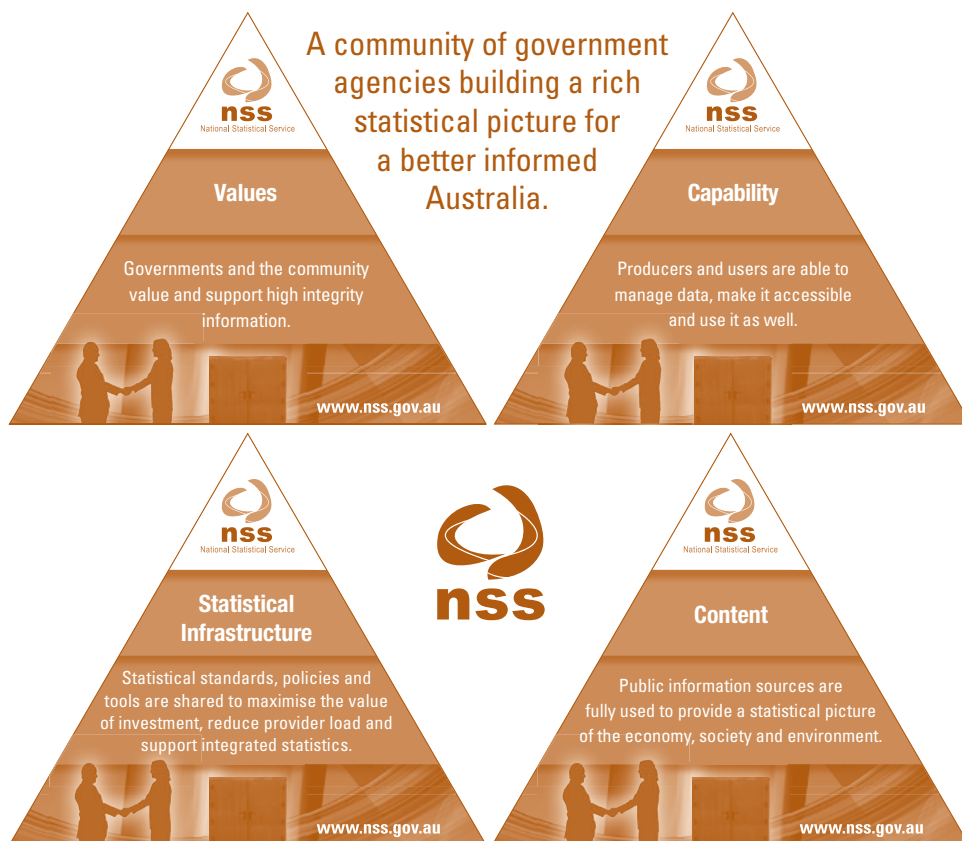 nss
National Statistical Service
Values
Governments and the community
value and support high integrity
information.
www.nss.gov.au
A community of government
agencies building a rich
statistical picture for
a better informed
Australia.
nss
National Statistical Service
Capability
Producers and users are able to
manage data, make it accessible
and use it as well.
www.nss.gov.au
nss
National Statistical Service
Statistical
Infrastructure
Statistical standards, policies and
tools are shared to maximise the value
of investment, reduce provider load and
support integrated statistics.
www.nss.gov.au
nss
nss
National Statistical Service
Content
Public information sources are
fully used to provide a statistical picture
of the economy, society and environment.
www.nss.gov.au